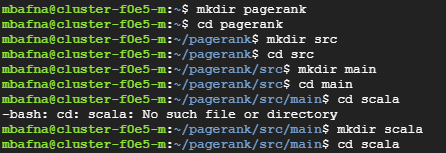 mbafna@cluster-f0e5-m:~$ mkdir pagerank
mbafna@cluster-f0e5-m:~$ cd pagerank
mbafna@cluster-f0e5-m:~/pagerank$ mkdir src
mbafna@cluster-f0e5-m:~/pagerank$ cd src
mbafna@cluster-f0e5-m:~/pagerank/src$ mkdir main
mbafna@cluster-f0e5-m:~/pagerank/src$ cd main
mbafna@cluster-f0e5-m:~/pagerank/src/main$ cd scala
-bash: cd: scala: No such file or directory
mbafna@cluster-f0e5-m:~/pagerank/src/main$ mkdir scala
mbafna@cluster-f0e5-m:~/pagerank/src/main$ cd scala